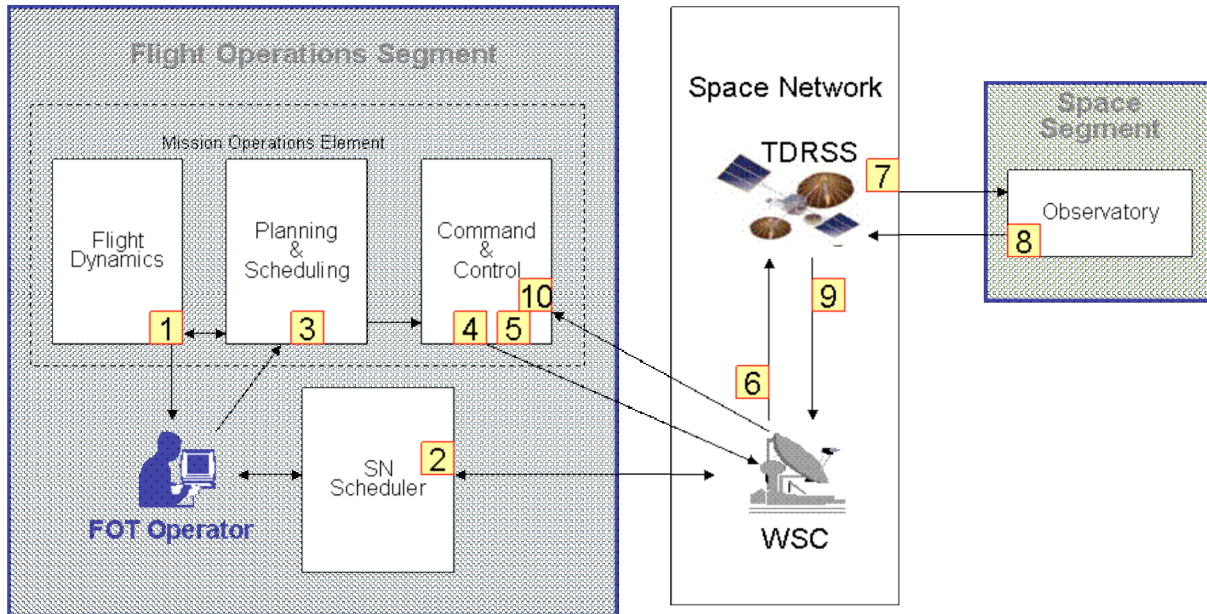 Flight Operations Segment
Mission Operations Element
Flight
Dynamics
1
Planning
&
Scheduling
3
Command
&
Control
10
4
5
FOT Operator
SN
Scheduler
2
Space Network
TDRSS
7
9
6
WSC
Space
Segment
Observatory
8